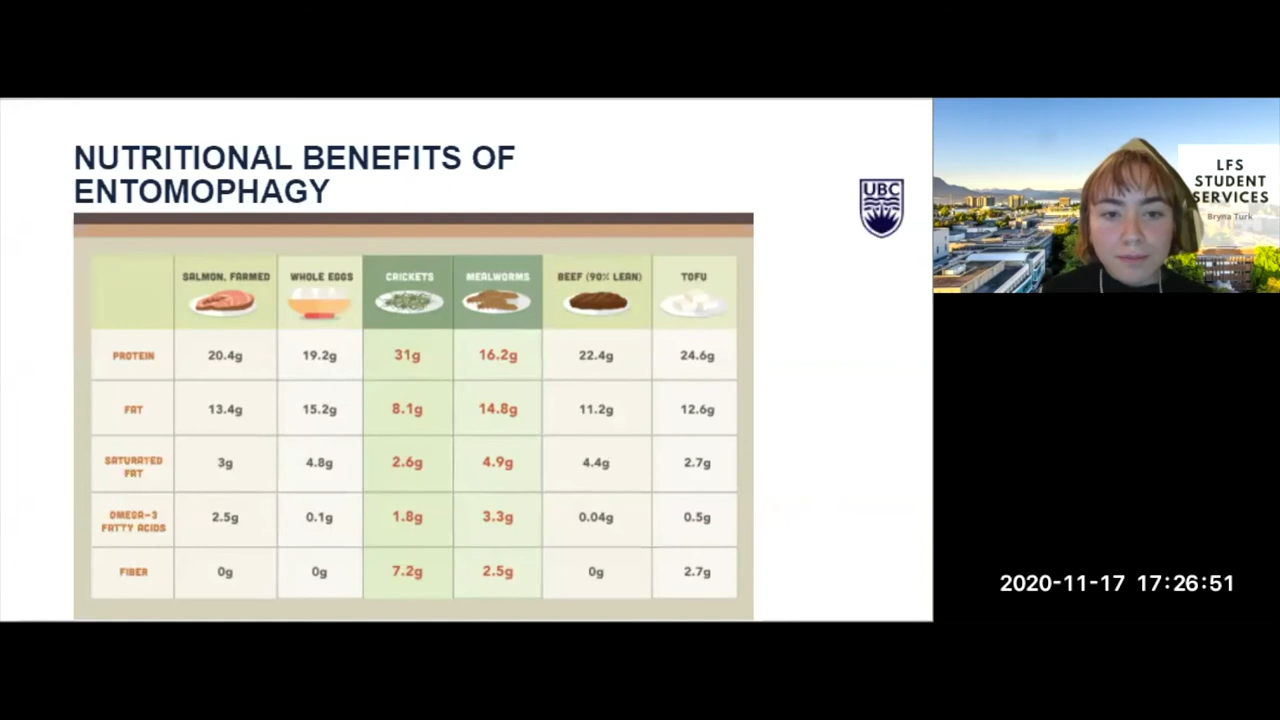 NUTRITIONAL BENEFITS OF
ENTOMOPHAGY
UBC
SALMON, FARMED WHOLE EGGS CRICKETS MEALWORMS BEEF (90% LEAN) TOFU
PROTEIN 20.4g 19.2g 31g 16.2g 22.4g 24.6g
FAT 13.4g 15.2g 8.1g 14.8g 11.2g 12.6g
SATURATED
FAT 3g 4.8g 2.6g 4.9g 4.4g 2.7g
OMEGA-3
FATTY ACIDS 2.5g 0.1g 1.8g 3.3g 0.04g 0.5g
FIBER 0g 0g 7.2g 2.5g 0g 2.7g
LFS
STUDENT
SERVICES
Bryna Turk
2020-11-17 17:26:51